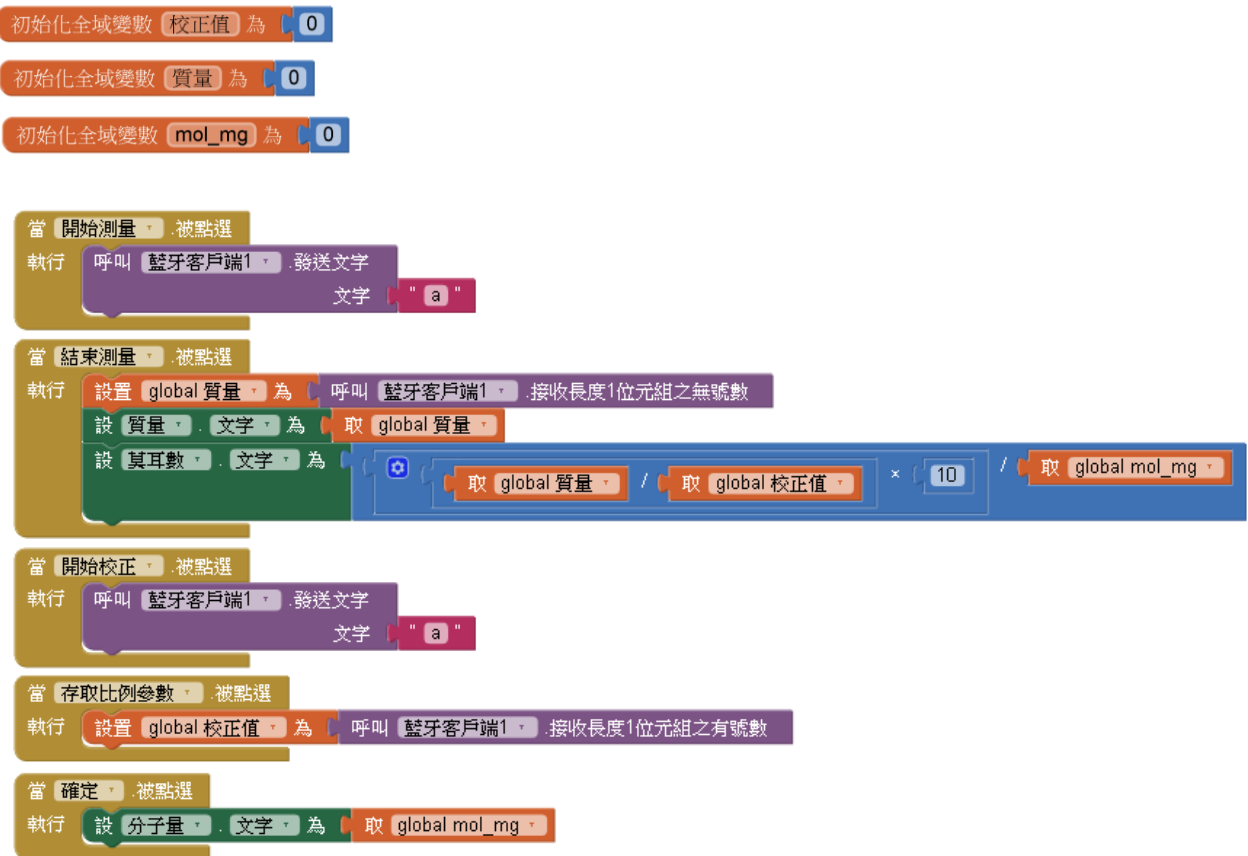 初始化全域變數 校正值 為 0
初始化全域變數 質量 為 0
初始化全域變數 mol_mg 為 0
當 開始測量 .被點選
執行 呼叫 藍牙客戶端1 .發送文字
文字 " a "
當 結束測量 .被點選
執行 設置 global 質量 為 呼叫 藍牙客戶端1 .接收長度1位元組之無號數
設 質量 . 文字 為 取 global 質量
設 莫耳數 . 文字 為 取 global 質量 / 取 global 校正值 × 10 / 取 global mol_mg
當 開始校正 .被點選
執行 呼叫 藍牙客戶端1 .發送文字
文字 " a "
當 存取比例參數 .被點選
執行 設置 global 校正值 為 呼叫 藍牙客戶端1 .接收長度1位元組之有號數
當 確定 .被點選
執行 設 分子量 . 文字 為 取 global mol_mg